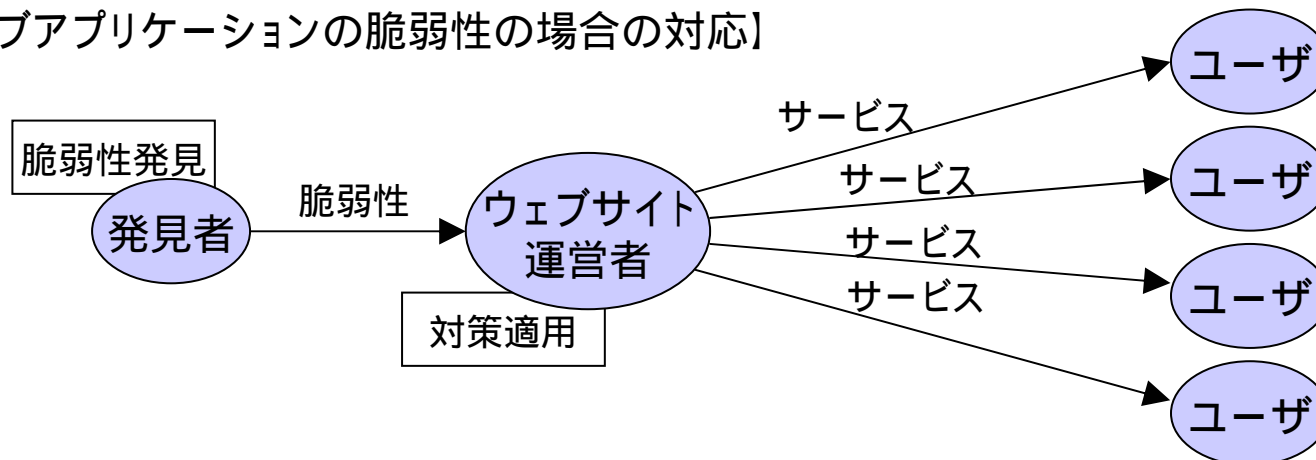 ブアプリケーションの脆弱性の場合の対応】
ユーザ
サービス
脆弱性発見
サービス
ユーザ
脆弱性
発見者
ウェブサイト
運営者
サービス
サービス
ユーザ
対策適用
ユーザ